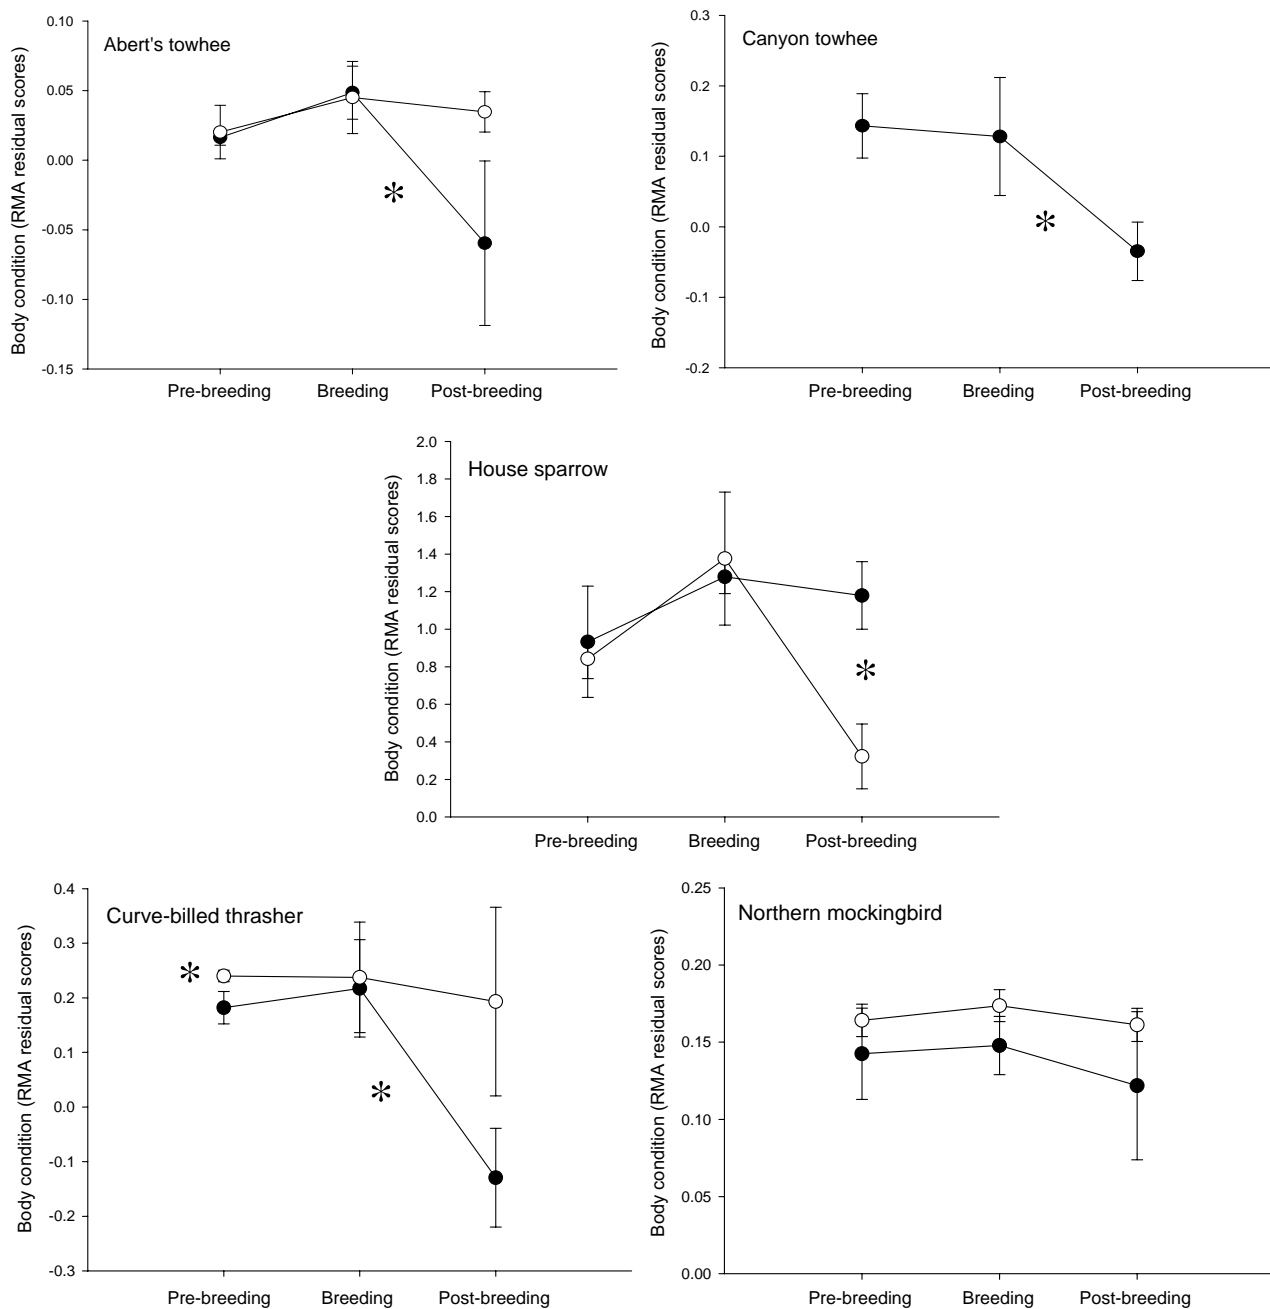 Abert's towhee
Body condition (RMA residual scores)
0.10
0.05
0.00
-0.05
-0.10
-0.15
*
Pre-breeding Breeding Post-breeding
Canyon towhee
Body condition (RMA residual scores)
0.3
0.2
0.1
0.0
-0.1
-0.2
*
Pre-breeding Breeding Post-breeding
House sparrow
Body condition (RMA residual scores)
2.0
1.8
1.6
1.4
1.2
1.0
0.8
0.6
0.4
0.2
0.0
*
Pre-breeding Breeding Post-breeding
Curve-billed thrasher
Body condition (RMA residual scores)
0.4
0.3
0.2
0.1
0.0
-0.1
-0.2
-0.3
*
*
Pre-breeding Breeding Post-breeding
Northern mockingbird
Body condition (RMA residual scores)
0.25
0.20
0.15
0.10
0.05
0.00
Pre-breeding Breeding Post-breeding